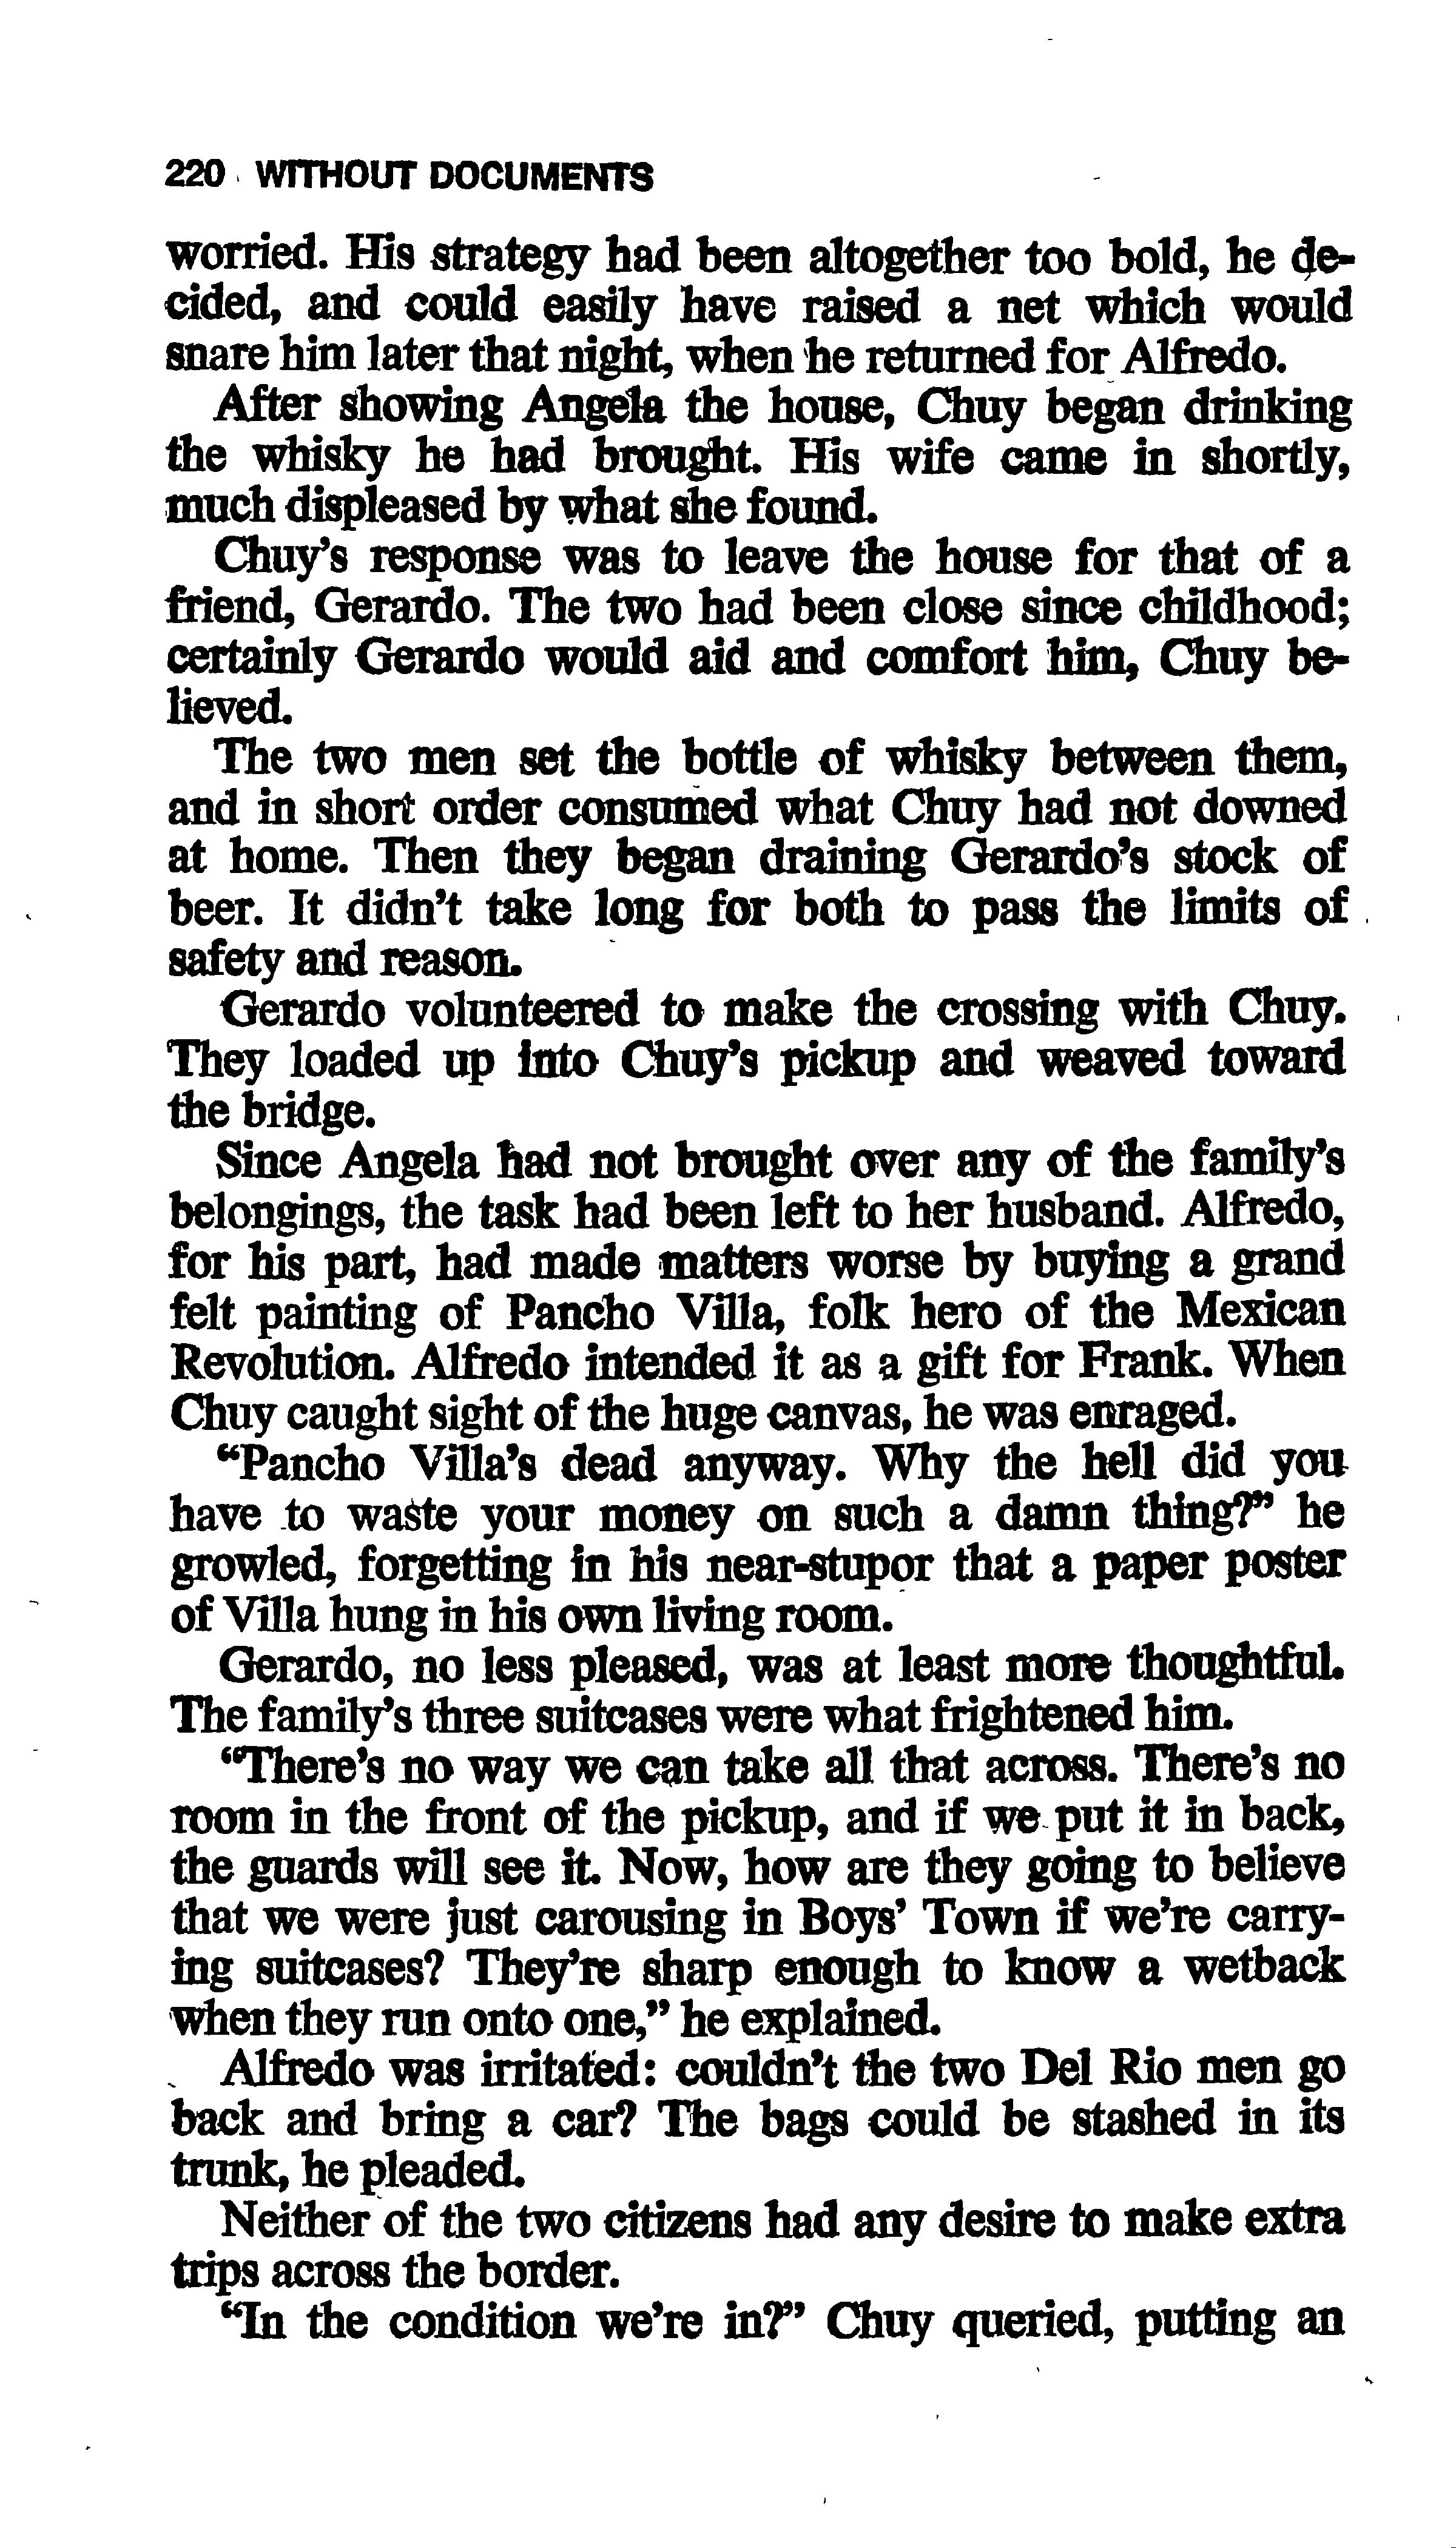 220 WITHOUT DOCUMENTS
worried. His strategy had been altogether too bold, he de-
cided, and could easily have raised a net which would
snare him later that night, when he returned for Alfredo.
After showing Angela the house, Chuy began drinking
the whisky he had brought. His wife came in shortly,
much displeased by what she found.
Chuy's response was to leave the house for that of a
friend, Gerardo. The two had been close since childhood;
certainly Gerardo would aid and comfort him, Chuy be-
lieved.
The two men set the bottle of whisky between them,
and in short order consumed what Chuy had not downed
at home. Then they began draining Gerardo's stock of
beer. It didn't take long for both to pass the limits of
safety and reason.
Gerardo volunteered to make the crossing with Chuy.
They loaded up into Chuy's pickup and weaved toward
the bridge.
Since Angela had not brought over any of the family's
belongings, the task had been left to her husband. Alfredo,
for his part, had made matters worse by buying a grand
felt painting of Pancho Villa, folk hero of the Mexican
Revolution. Alfredo intended it as a gift for Frank. When
Chuy caught sight of the huge canvas, he was enraged.
“Pancho Villa's dead anyway. Why the hell did you
have to waste your money on such a damn thing?” he
growled, forgetting in his near-stupor that a paper poster
of Villa hung in his own living room.
Gerardo, no less pleased, was at least more thoughtful.
The family's three suitcases were what frightened him.
“There's no way we can take all that across. There's no
room in the front of the pickup, and if we put it in back,
the guards will see it. Now, how are they going to believe
that we were just carousing in Boys' Town if we're carry-
ing suitcases? They're sharp enough to know a wetback
when they run onto one,” he explained.
Alfredo was irritated: couldn't the two Del Rio men go
back and bring a car? The bags could be stashed in its
trunk, he pleaded.
Neither of the two citizens had any desire to make extra
trips across the border.
“In the condition we're in?” Chuy queried, putting an